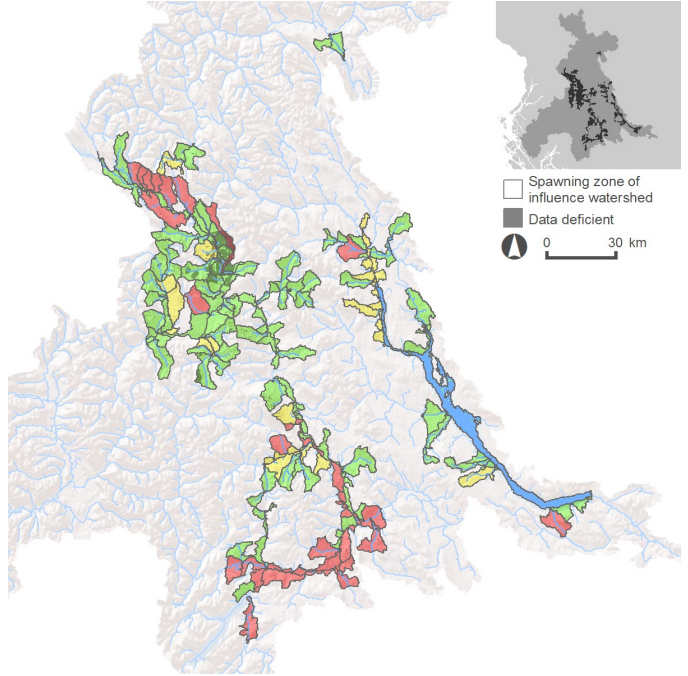 Spawning zone of
influence watershed
Data deficient
0 30 km